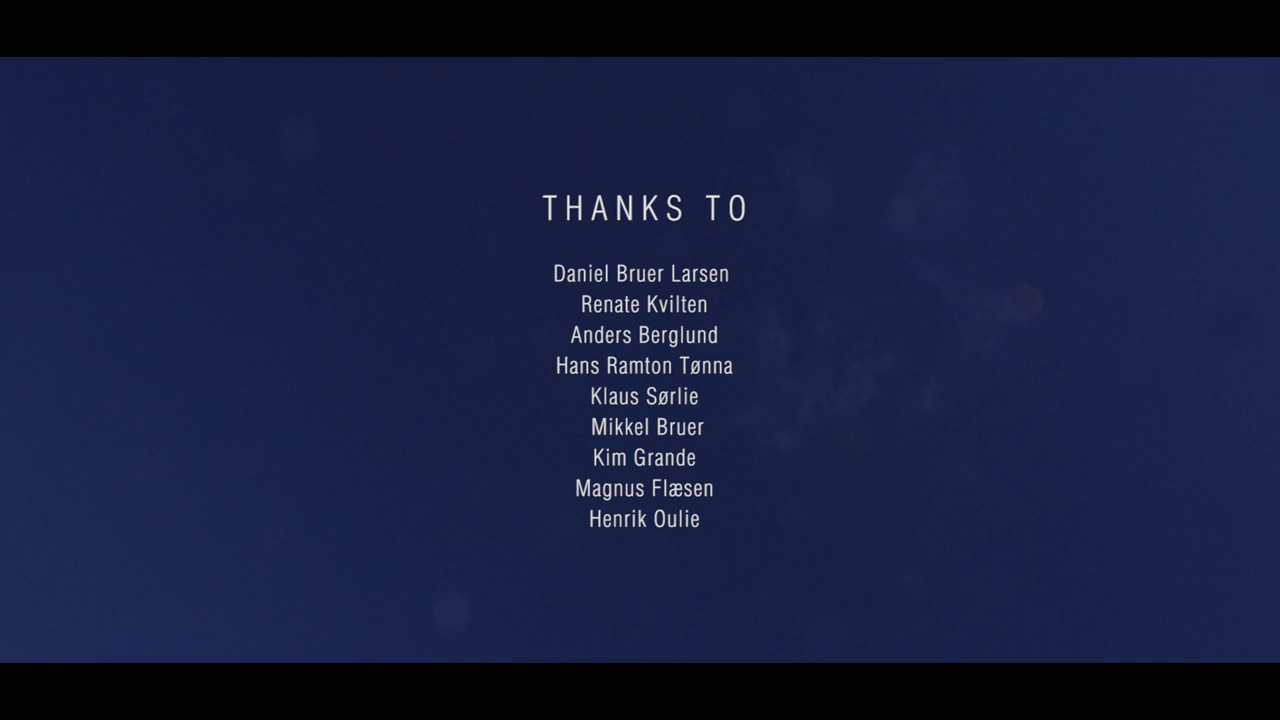 THANKS TO
Daniel Bruer Larsen
Renate Kvilten
Anders Berglund
Hans Ramton Tønna
Klaus Sørlie
Mikkel Bruer
Kim Grande
Magnus Flæsen
Henrik Oulie